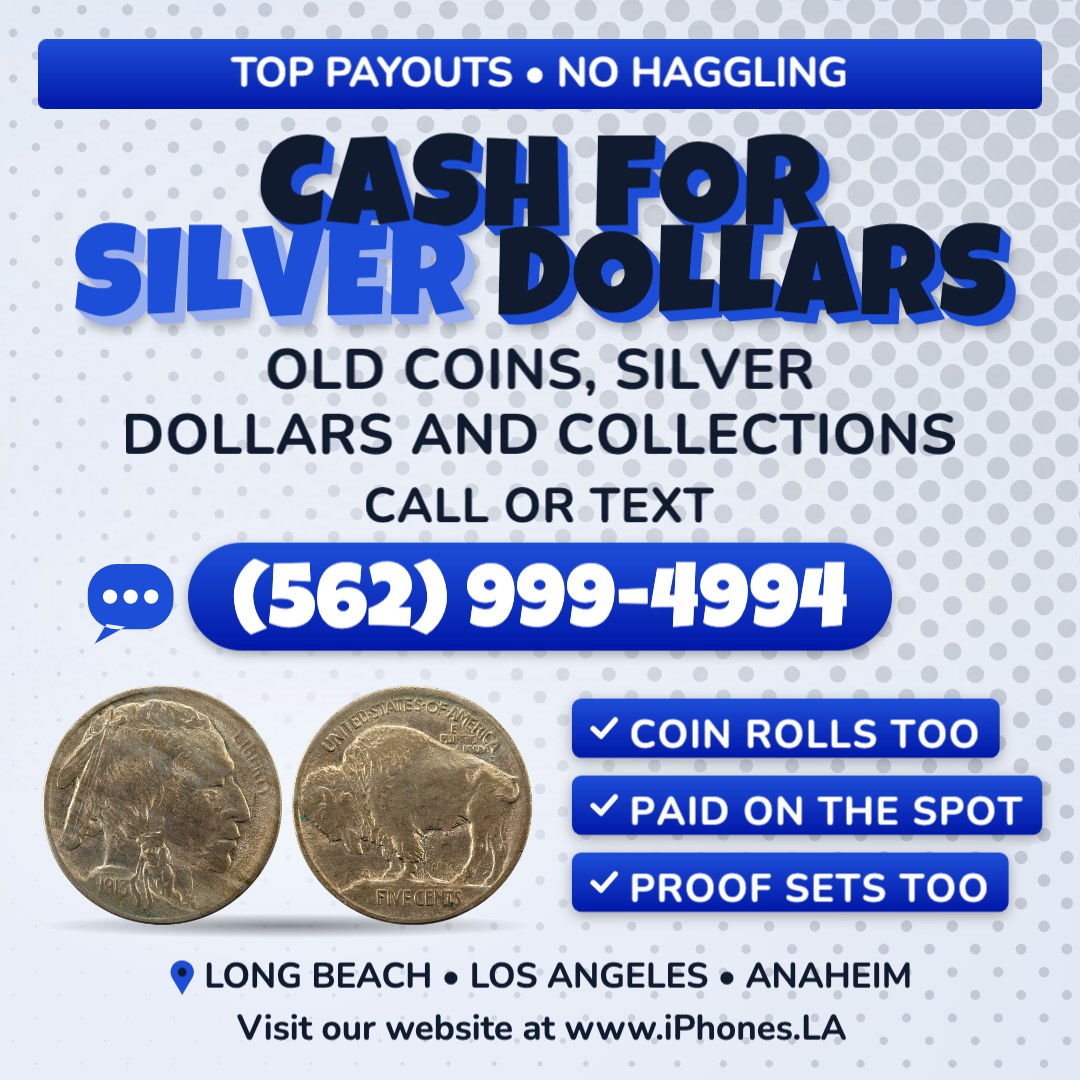 TOP PAYOUTS • NO HAGGLING
CASH FOR
SILVER DOLLARS
OLD COINS, SILVER
DOLLARS AND COLLECTIONS
CALL OR TEXT
(562) 999-4994
LIBERTY
1913
UNITED·STATES·OF·AMERICA
E
PLURIBUS
UNUM
FIVE CENTS
COIN ROLLS TOO
PAID ON THE SPOT
PROOF SETS TOO
LONG BEACH • LOS ANGELES • ANAHEIM
Visit our website at www.iPhones.LA